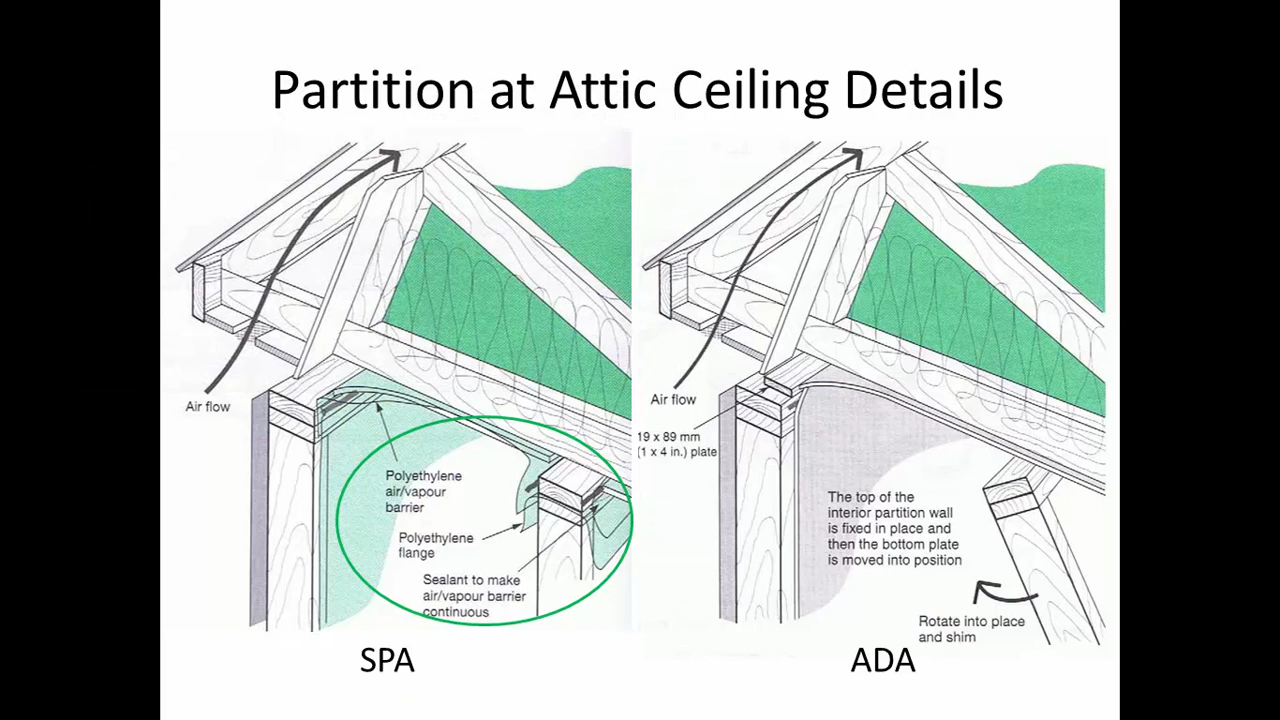 Partition at Attic Ceiling Details
Air flow
Polyethylene
air/vapour
barrier
Polyethylene
flange
Sealant to make
air/vapour barrier
continuous
SPA
Air flow
19 x 89 mm
(1 x 4 in.) plate
The top of the
interior partition wall
is fixed in place and
then the bottom plate
is moved into position
Rotate into place
and shim
ADA